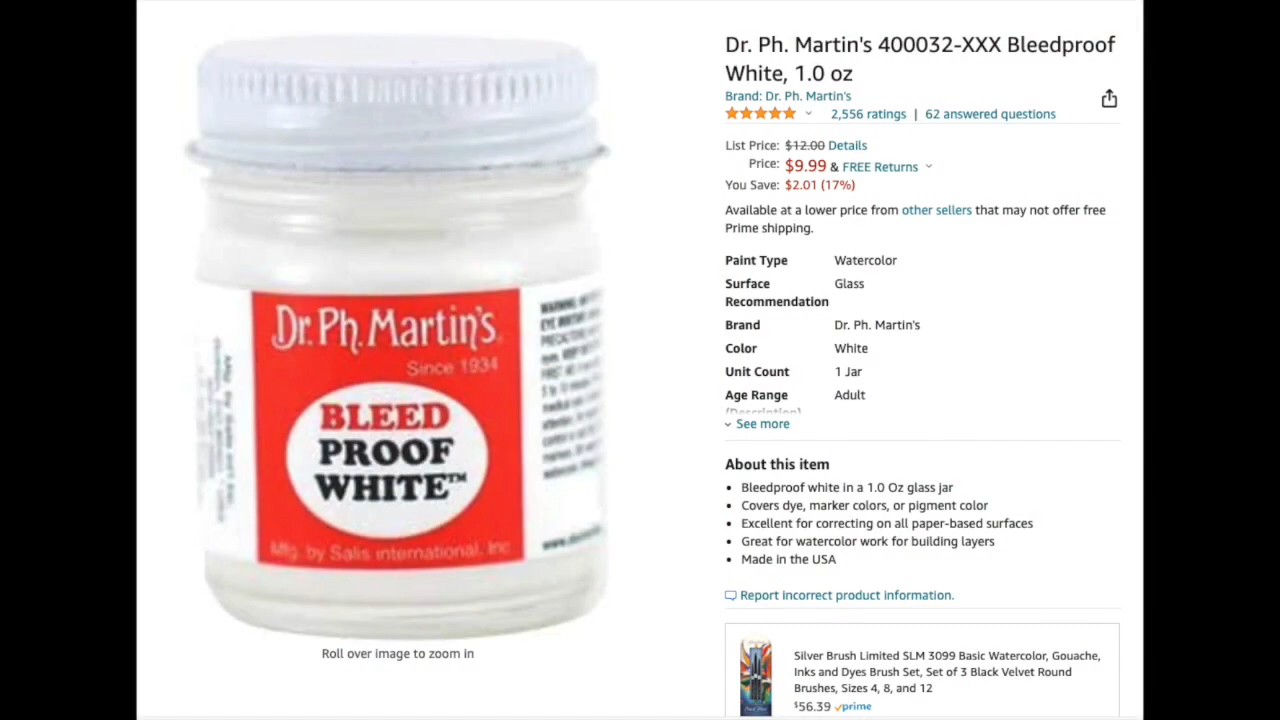 Dr. Ph. Martin's
Since 1934
BLEED
PROOF
WHITE™
Mfg. by Salis international, Inc
Roll over image to zoom in
Dr. Ph. Martin's 400032-XXX Bleedproof
White, 1.0 oz
Brand: Dr. Ph. Martin's
2,556 ratings | 62 answered questions
List Price: $12.00 Details
Price: $9.99 & FREE Returns
You Save: $2.01 (17%)
Available at a lower price from other sellers that may not offer free
Prime shipping.
Paint Type Watercolor
Surface Glass
Recommendation
Brand Dr. Ph. Martin's
Color White
Unit Count 1 Jar
Age Range Adult
(Description)
See more
About this item
• Bleedproof white in a 1.0 Oz glass jar
• Covers dye, marker colors, or pigment color
• Excellent for correcting on all paper-based surfaces
• Great for watercolor work for building layers
• Made in the USA
Report incorrect product information.
Silver Brush Limited SLM 3099 Basic Watercolor, Gouache,
Inks and Dyes Brush Set, Set of 3 Black Velvet Round
Brushes, Sizes 4, 8, and 12
$56.39 prime